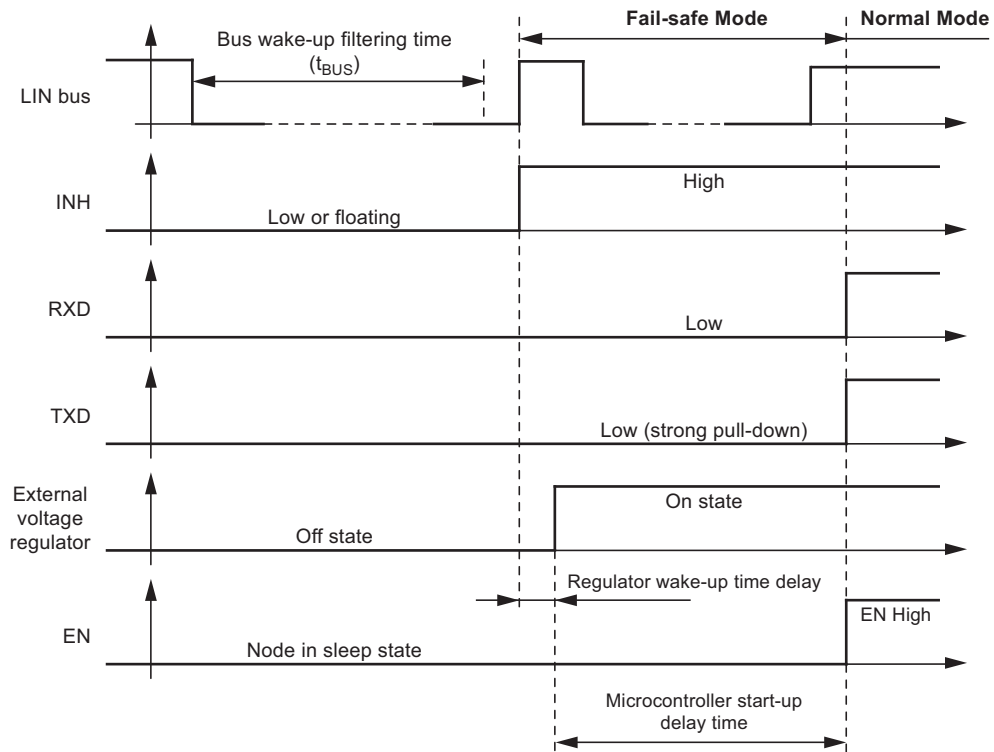 Fail-safe Mode
Normal Mode
Bus wake-up filtering time
(tBUS)
LIN bus
INH
High
Low or floating
RXD
Low
TXD
Low (strong pull-down)
External
voltage
regulator
On state
Off state
Regulator wake-up time delay
EN
EN High
Node in sleep state
Microcontroller start-up
delay time